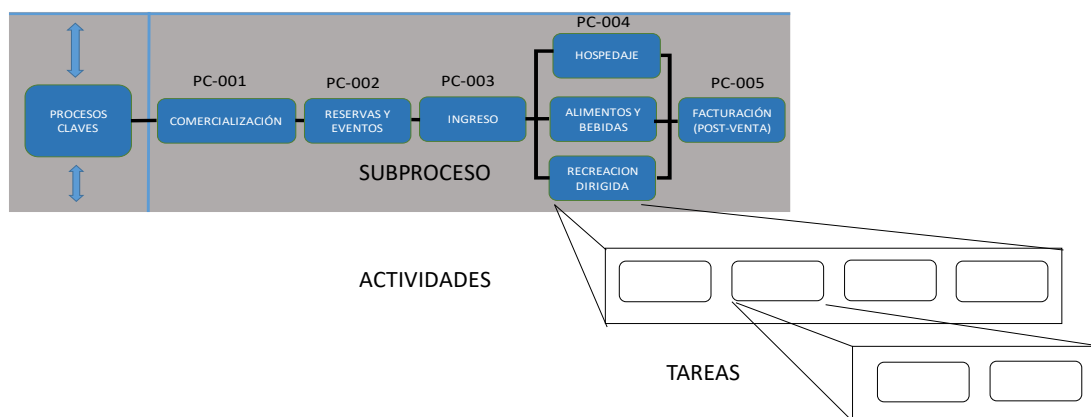 PC-004
HOSPEDAJE
PC-001
PC-002
PC-003
PC-005
PROCESOS
CLAVES
COMERCIALIZACIÓN
RESERVAS Y
EVENTOS
INGRESO
ALIMENTOS Y
BEBIDAS
FACTURACIÓN
(POST-VENTA)
SUBPROCESO
RECREACION
DIRIGIDA
ACTIVIDADES
TAREAS